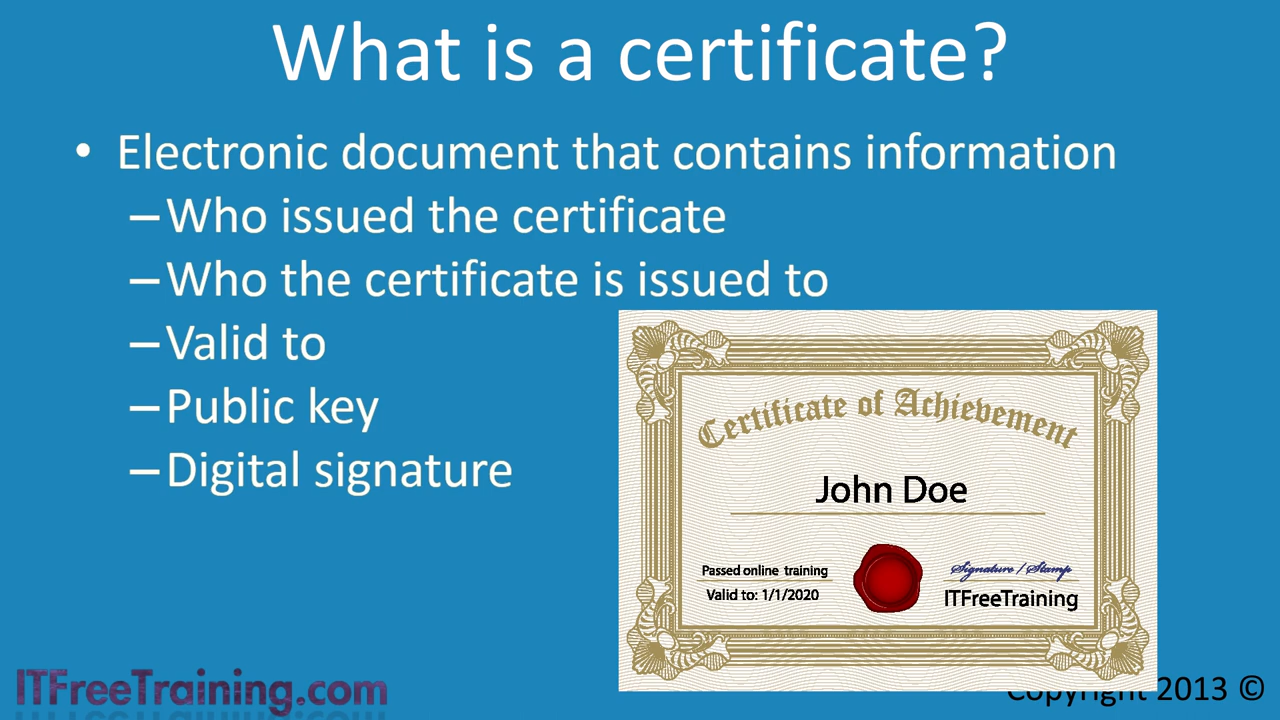 What is a certificate?
• Electronic document that contains information
–Who issued the certificate
–Who the certificate is issued to
–Valid to
–Public key
–Digital signature
Certificate of Achievement
John Doe
Passed online training
Valid to: 1/1/2020
Signature / Stamp
ITFreeTraining
ITFreeTraining.com
Copyright 2013 ©